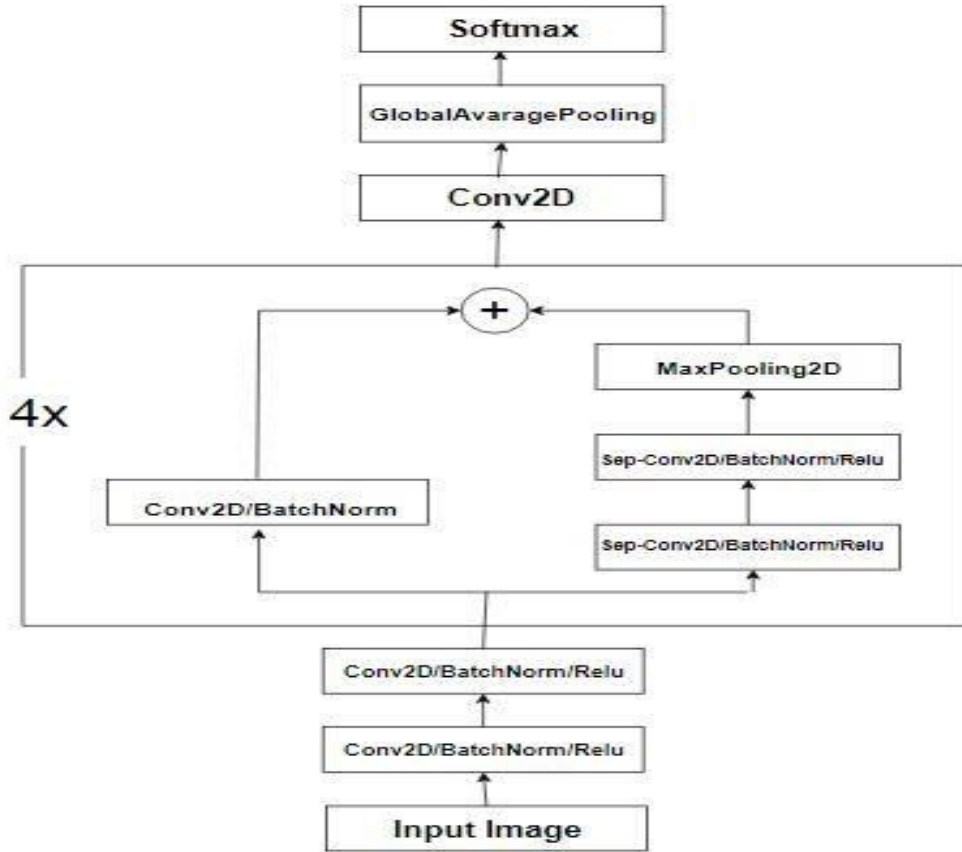 Softmax
GlobalAvaragePooling
Conv2D
+
MaxPooling2D
4x
Sep-Conv2D/BatchNorm/Relu
Conv2D/BatchNorm
Sep-Conv2D/BatchNorm/Relu
Conv2D/BatchNorm/Relu
Conv2D/BatchNorm/Relu
Input Image